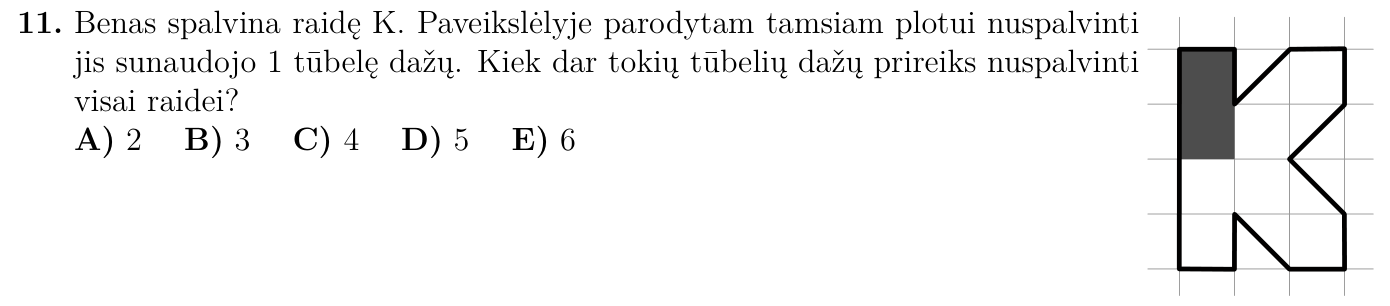 11. Benas spalvina raidę K. Paveikslėlyje parodytam tamsiam plotui nuspalvinti
jis sunaudojo 1 tūbelę dažų. Kiek dar tokių tūbelių dažų prireiks nuspalvinti
visai raidei?
A) 2 B) 3 C) 4 D) 5 E) 6